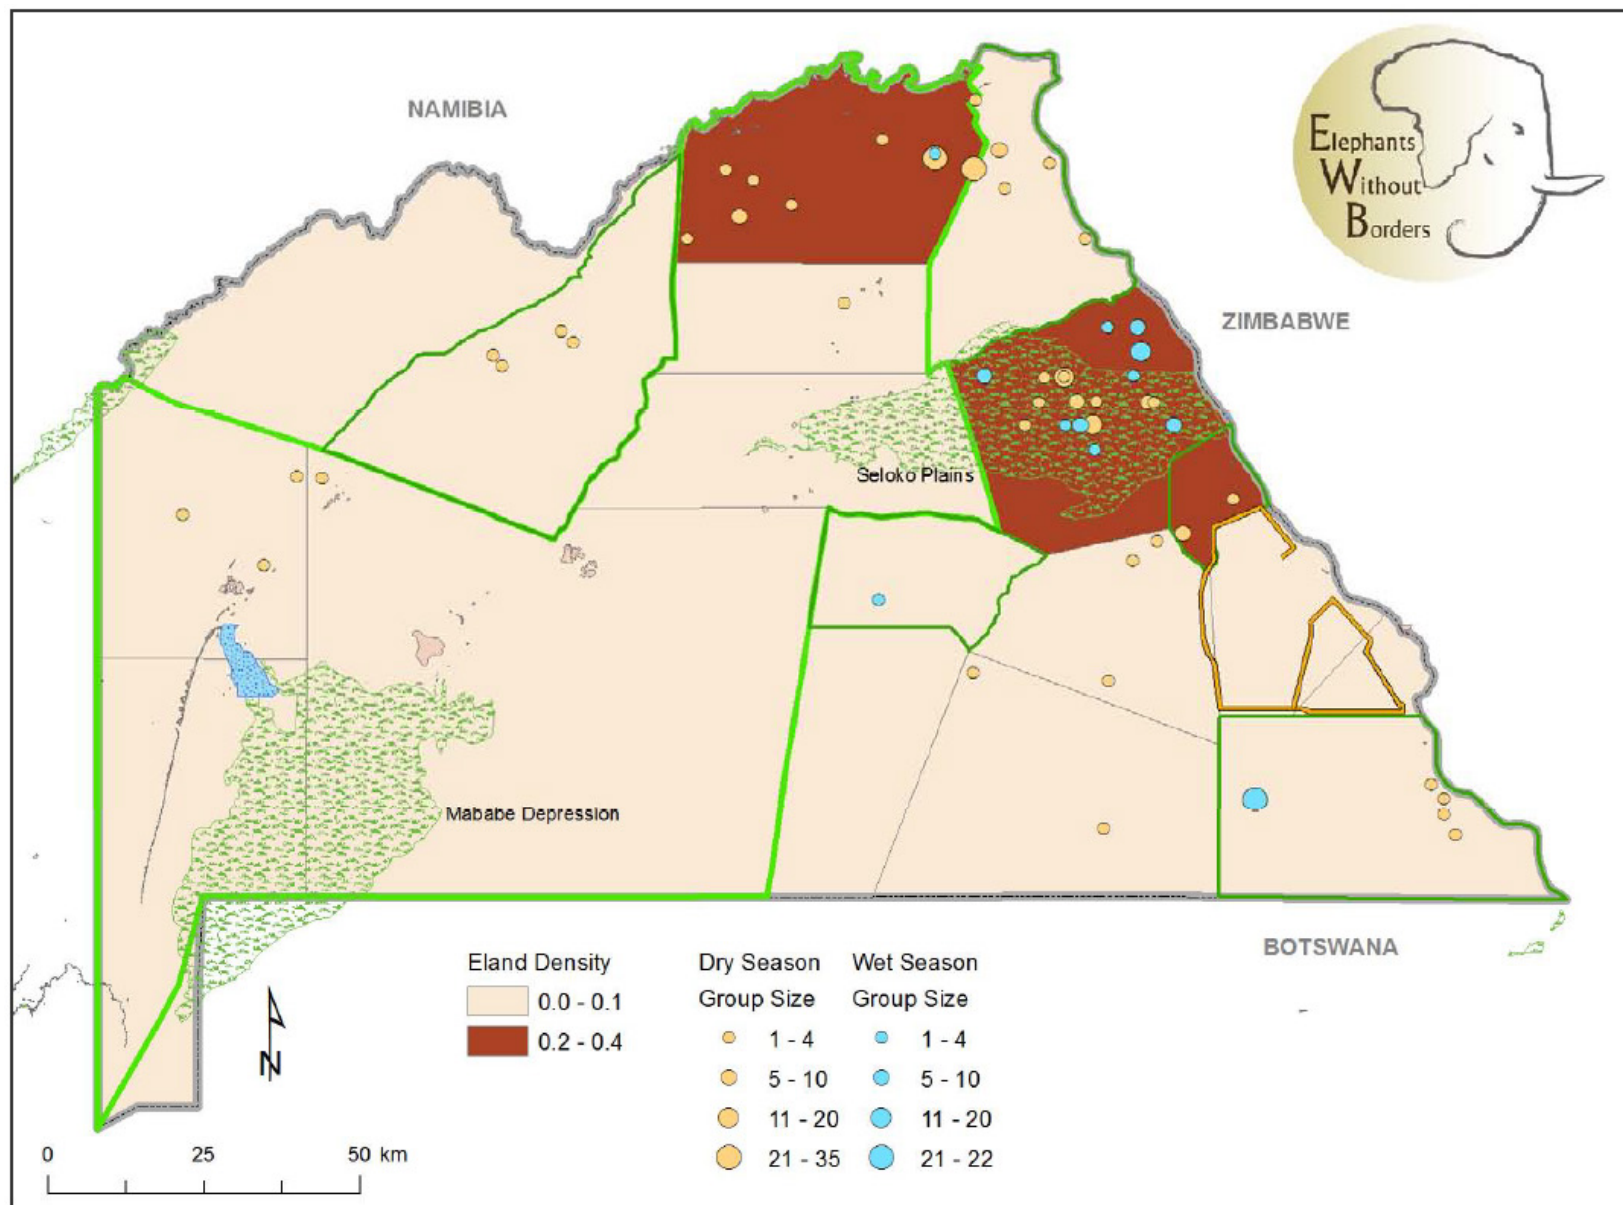 NAMIBIA
Elephants
Without
Borders
ZIMBABWE
Seloko Plains
Mababe Depression
BOTSWANA
Eland Density
0.0 - 0.1
0.2 - 0.4
Dry Season Wet Season
Group Size Group Size
1 - 4 1 - 4
5 - 10 5 - 10
11 - 20 11 - 20
21 - 35 21 - 22
N
0 25 50 km